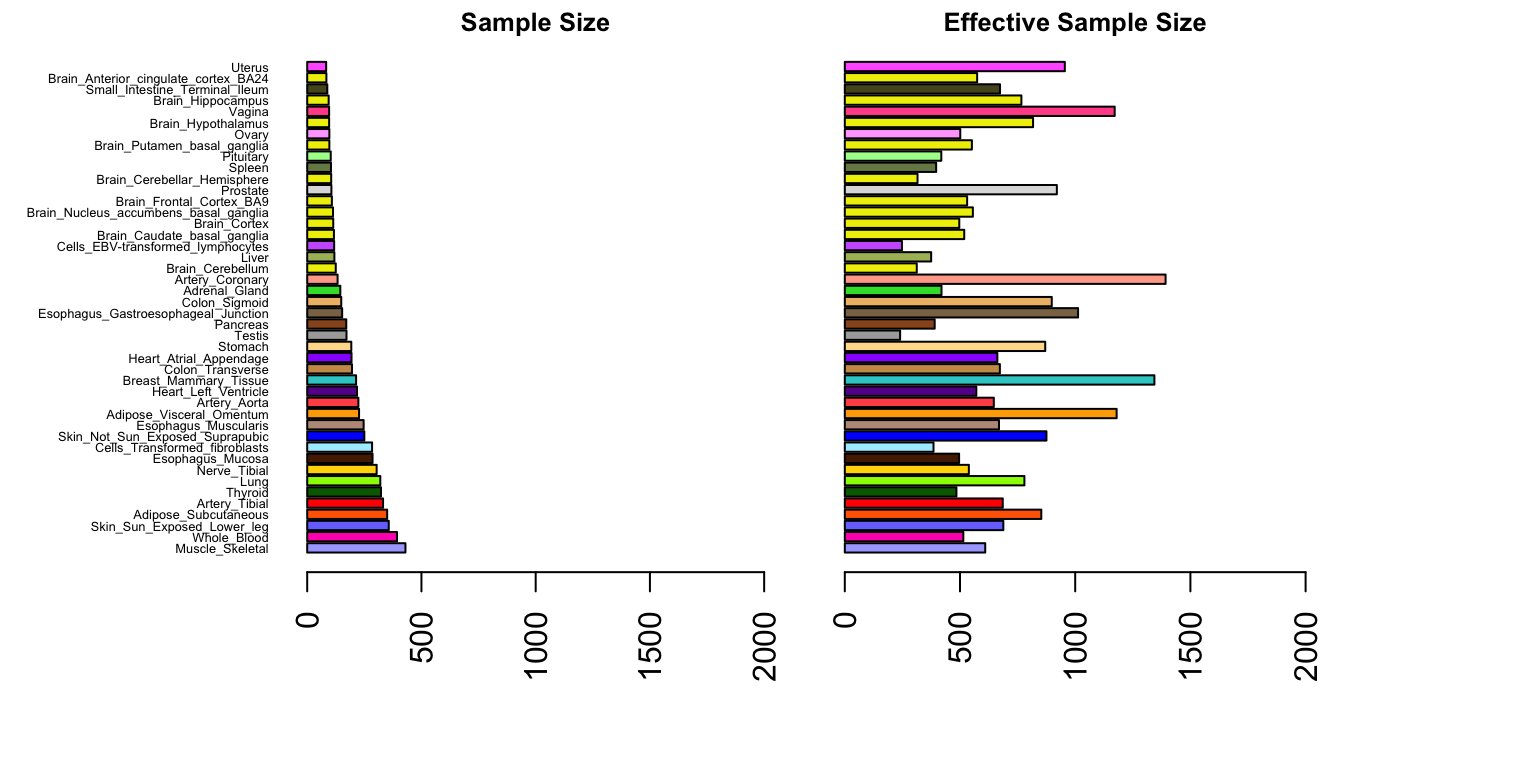 Sample Size
Effective Sample Size
Uterus
Brain_Anterior_cingulate_cortex_BA24
Small_Intestine_Terminal_Ileum
Brain_Hippocampus
Vagina
Brain_Hypothalamus
Ovary
Brain_Putamen_basal_ganglia
Pituitary
Spleen
Brain_Cerebellar_Hemisphere
Prostate
Brain_Frontal_Cortex_BA9
Brain_Nucleus_accumbens_basal_ganglia
Brain_Cortex
Brain_Caudate_basal_ganglia
Cells_EBV-transformed_lymphocytes
Liver
Brain_Cerebellum
Artery_Coronary
Adrenal_Gland
Colon_Sigmoid
Esophagus_Gastroesophageal_Junction
Pancreas
Testis
Stomach
Heart_Atrial_Appendage
Colon_Transverse
Breast_Mammary_Tissue
Heart_Left_Ventricle
Artery_Aorta
Adipose_Visceral_Omentum
Esophagus_Muscularis
Skin_Not_Sun_Exposed_Suprapubic
Cells_Transformed_fibroblasts
Esophagus_Mucosa
Nerve_Tibial
Lung
Thyroid
Artery_Tibial
Adipose_Subcutaneous
Skin_Sun_Exposed_Lower_leg
Whole_Blood
Muscle_Skeletal
0
500
1000
1500
2000
0
500
1000
1500
2000